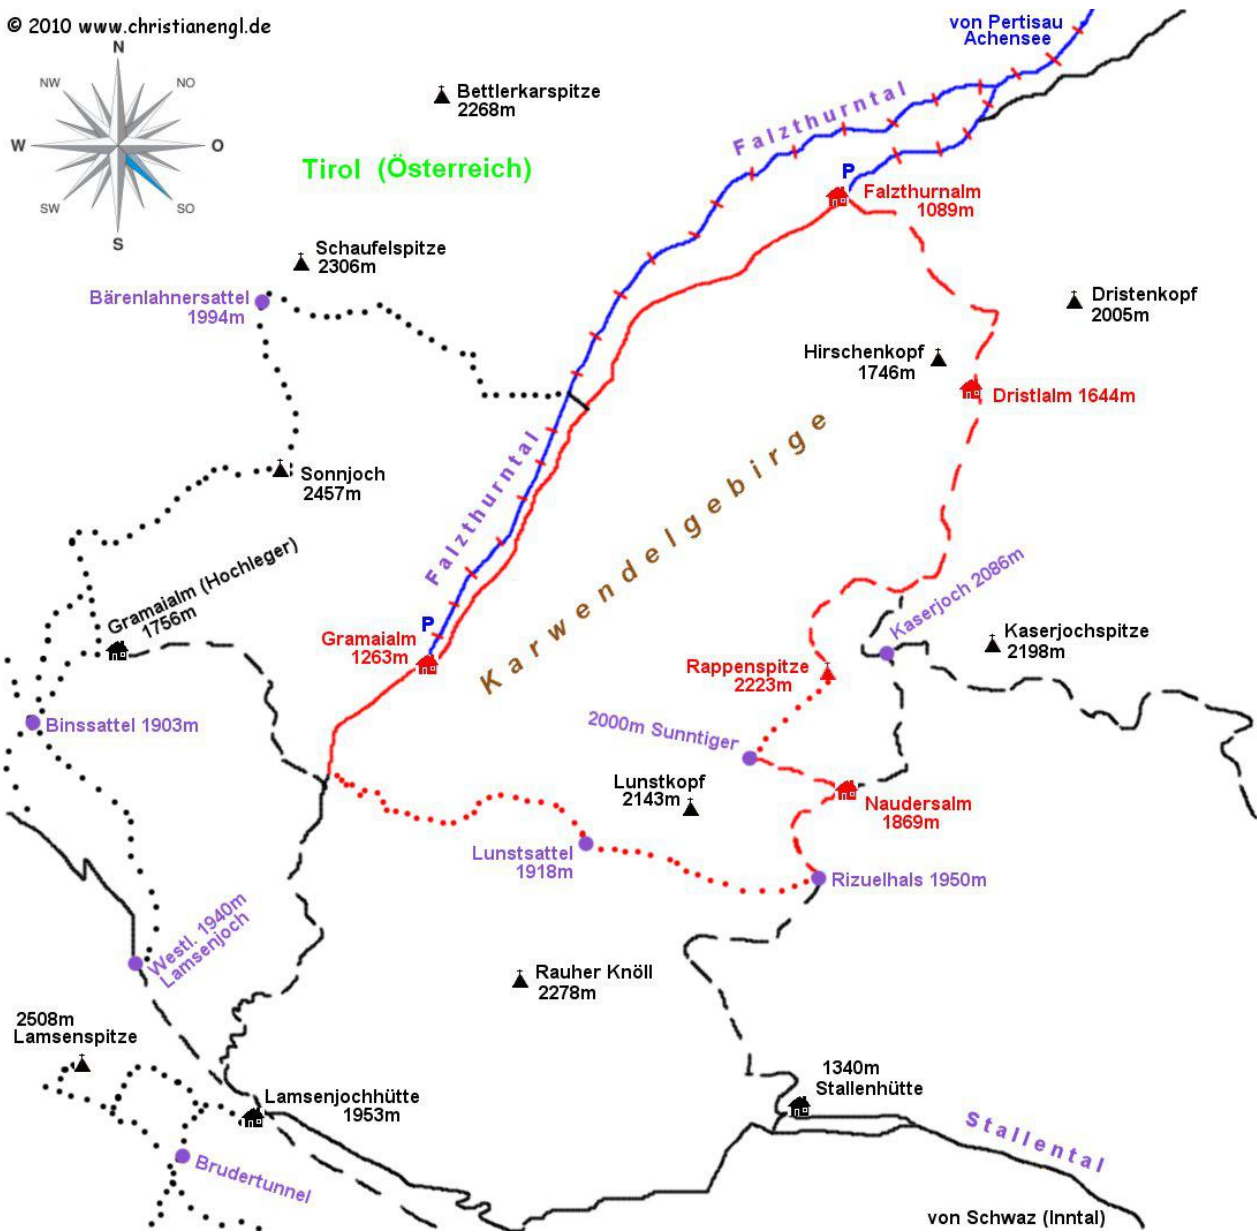 © 2010 www.christianengl.de
N
NW
NO
W
O
SW
SO
S
von Pertisau
Achensee
Bettlerkarspitze
2268m
Falzthurntal
Tirol (Österreich)
P
Falzthurnalm
1089m
Schaufelspitze
2306m
Bärenlahnersattel
1994m
Dristenkopf
2005m
Hirschenkopf
1746m
Dristlalm 1644m
Sonnjoch
2457m
Falzthurntal
Karwendelgebirge
Gramaialm (Hochleger)
1756m
P
Gramaialm
1263m
Kaserjoch 2086m
Kaserjochspitze
2198m
Rappenspitze
2223m
Binssattel 1903m
2000m Sunntiger
Lunstkopf
2143m
Naudersalm
1869m
Lunstsattel
1918m
Rizuelhals 1950m
Westl. 1940m
Lamsenjoch
Rauher Knöll
2278m
2508m
Lamsenspitze
1340m
Stallenhütte
Lamsenjochhütte
1953m
Stallental
Brudertunnel
von Schwaz (Inntal)